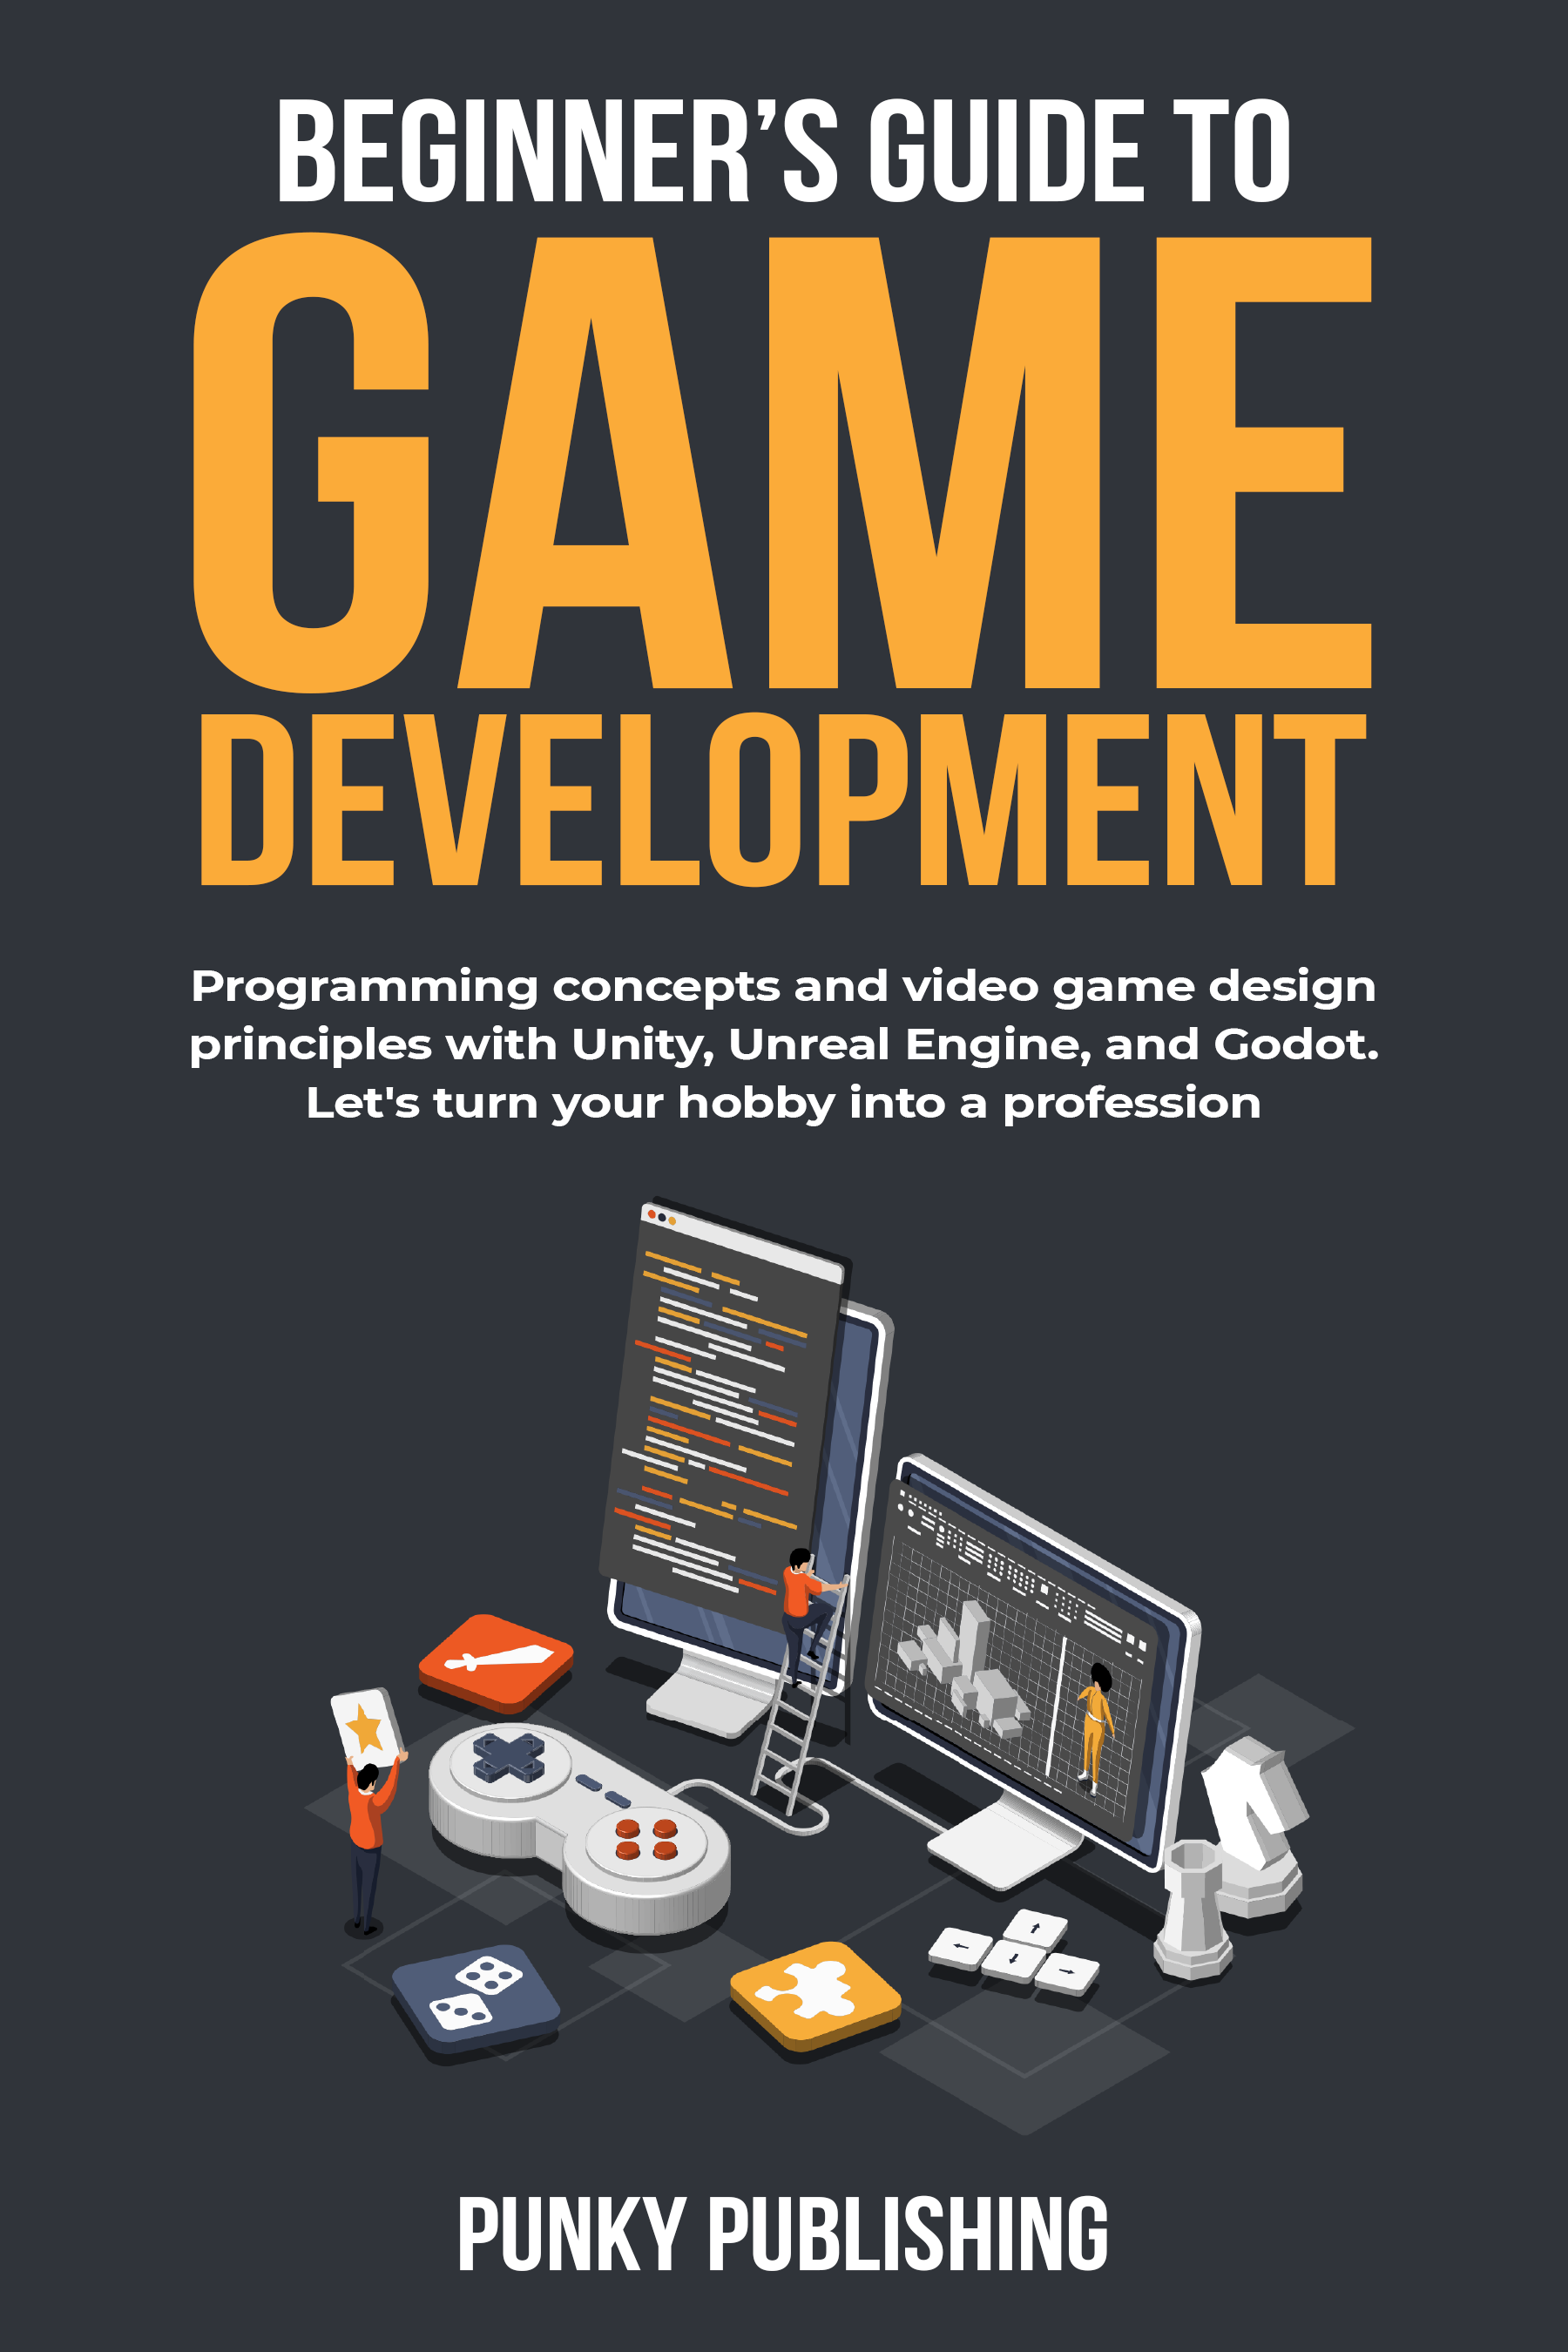 BEGINNER’S GUIDE TO
GAME
DEVELOPMENT
Programming concepts and video game design
principles with Unity, Unreal Engine, and Godot.
Let's turn your hobby into a profession
PUNKY PUBLISHING